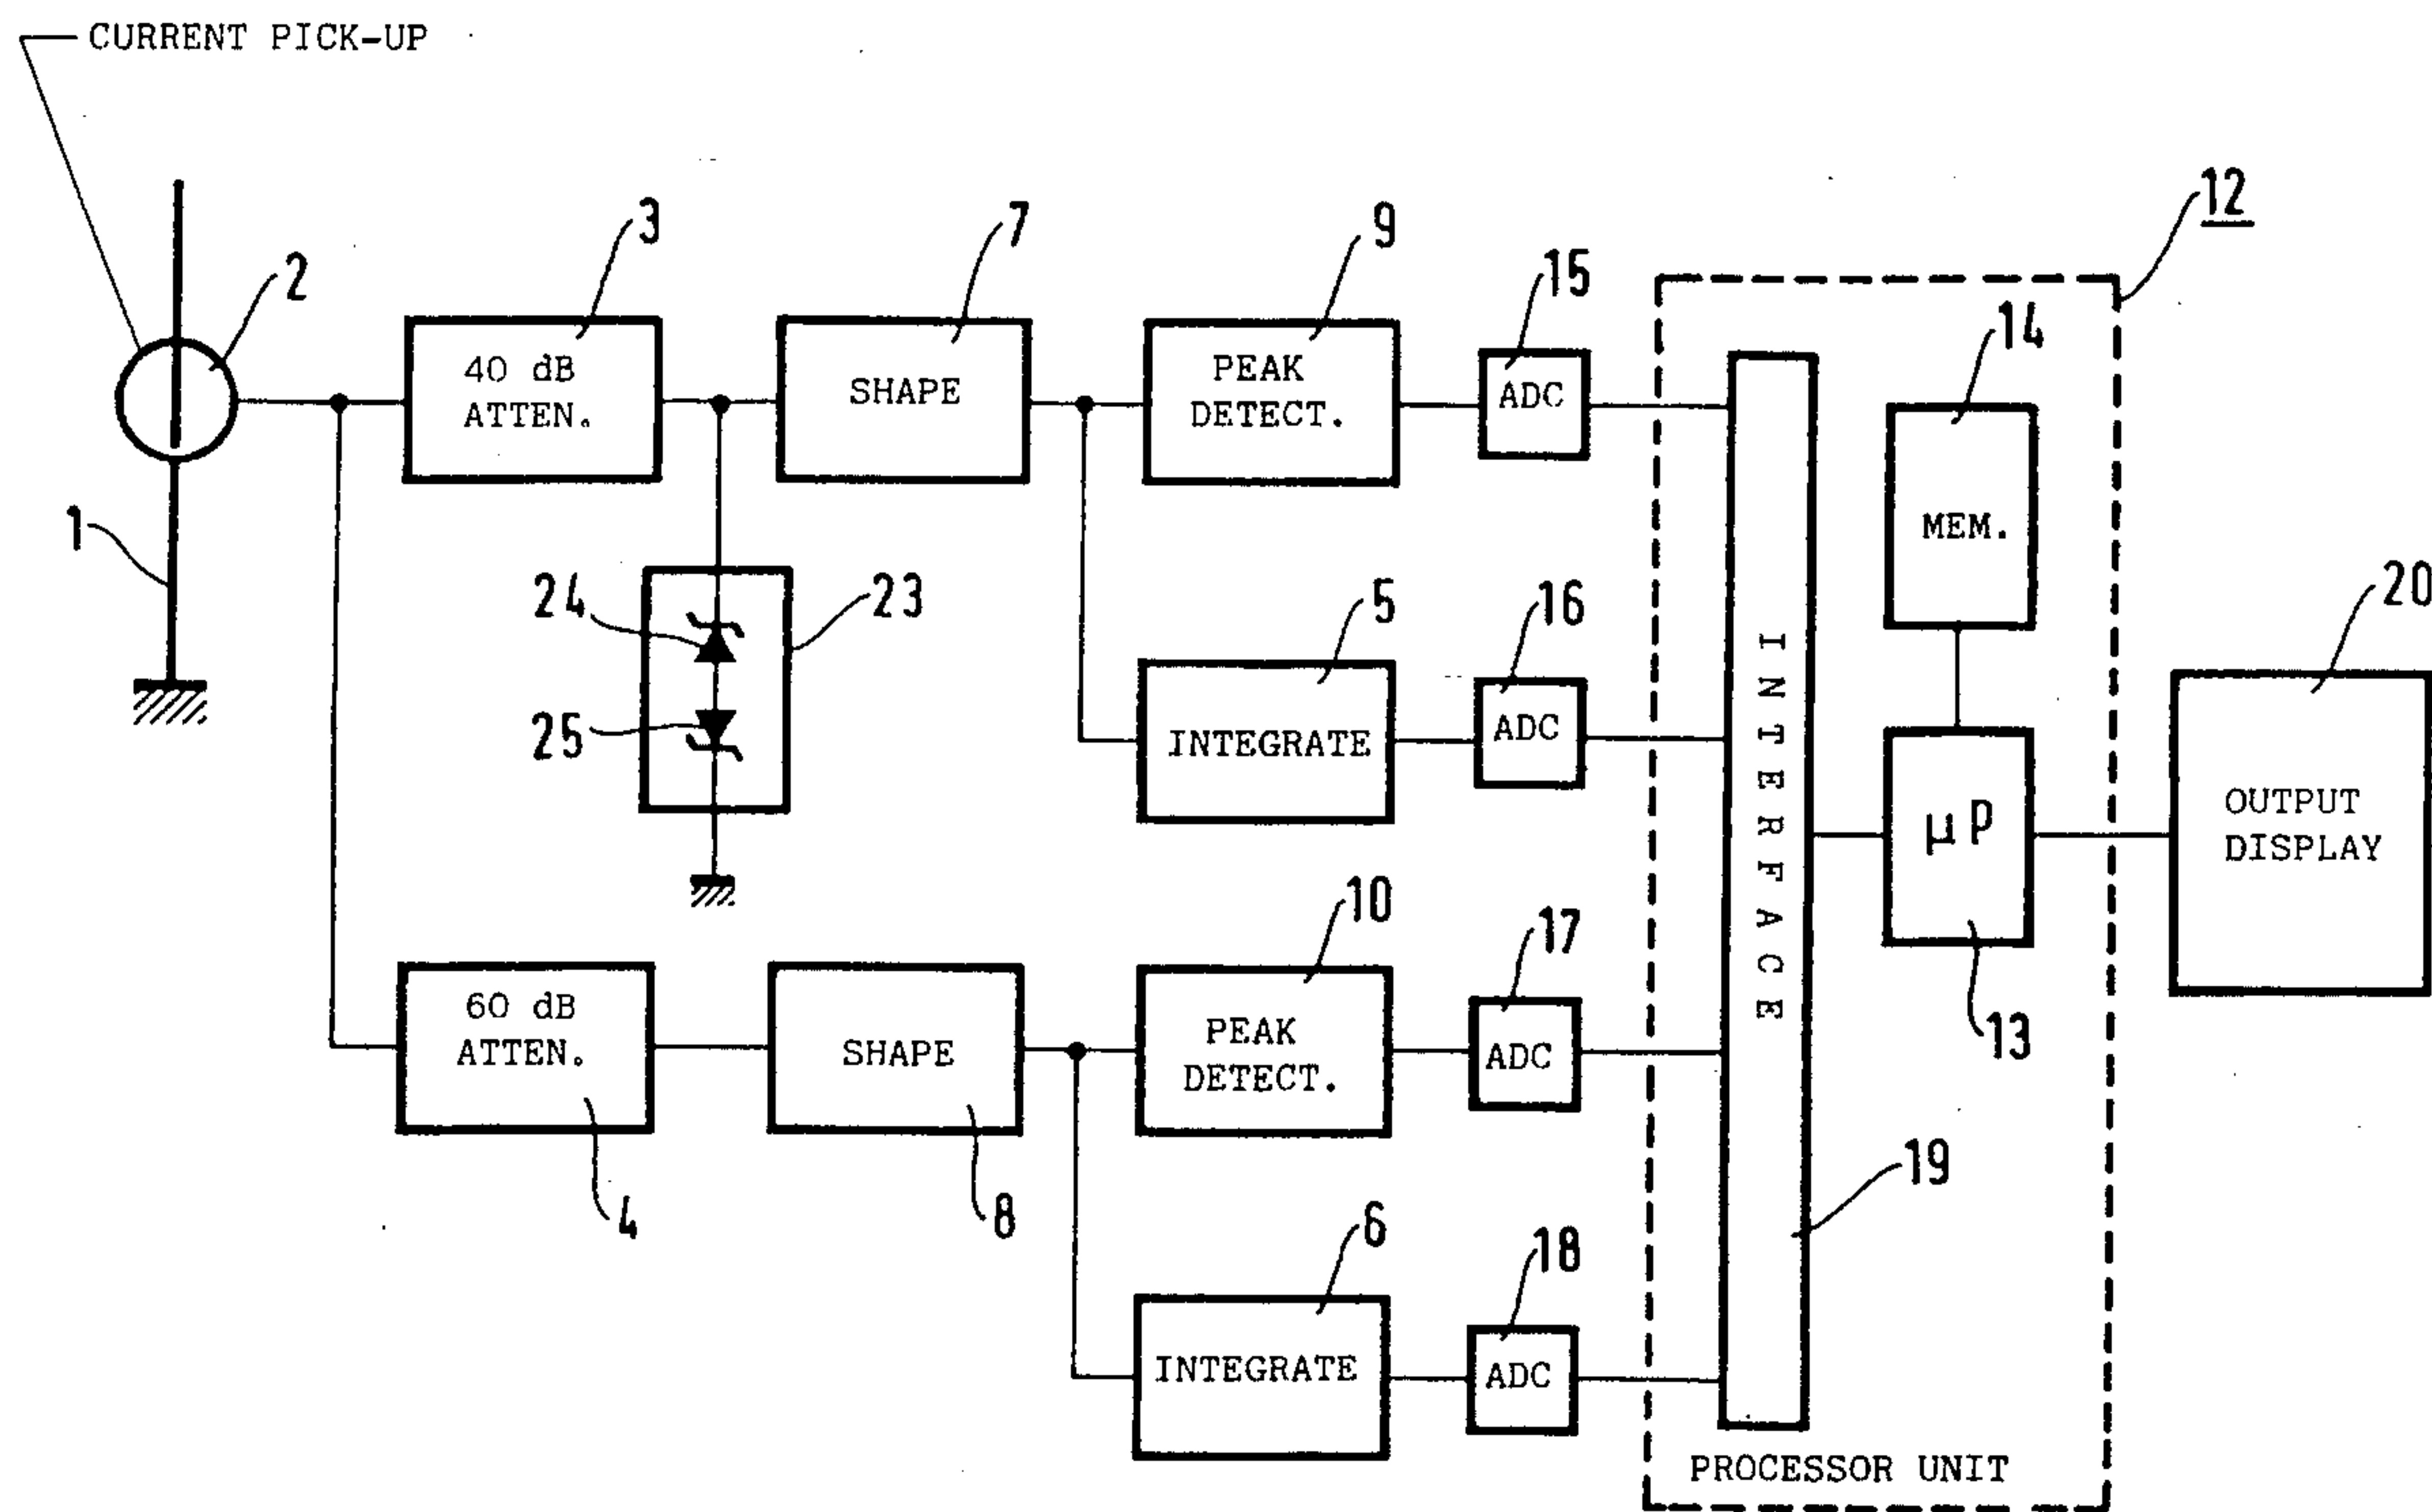 CURRENT PICK-UP
12
3
7
9
15
2
14
40 dB
ATTEN.
SHAPE
PEAK
DETECT.
ADC
1
MEM.
24
23
5
16
20
25
INTEGRATE
ADC
INTERFACE
µP
OUTPUT
DISPLAY
10
17
13
60 dB
ATTEN.
SHAPE
PEAK
DETECT.
ADC
4
8
19
6
18
INTEGRATE
ADC
PROCESSOR UNIT